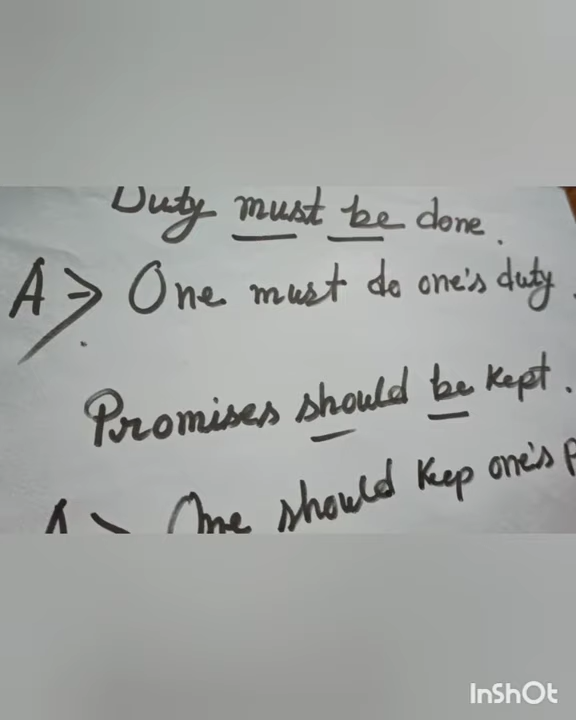 Duty must be done.
A> One must do one's duty.
Promises should be kept.
A> One should keep one's
InShOt